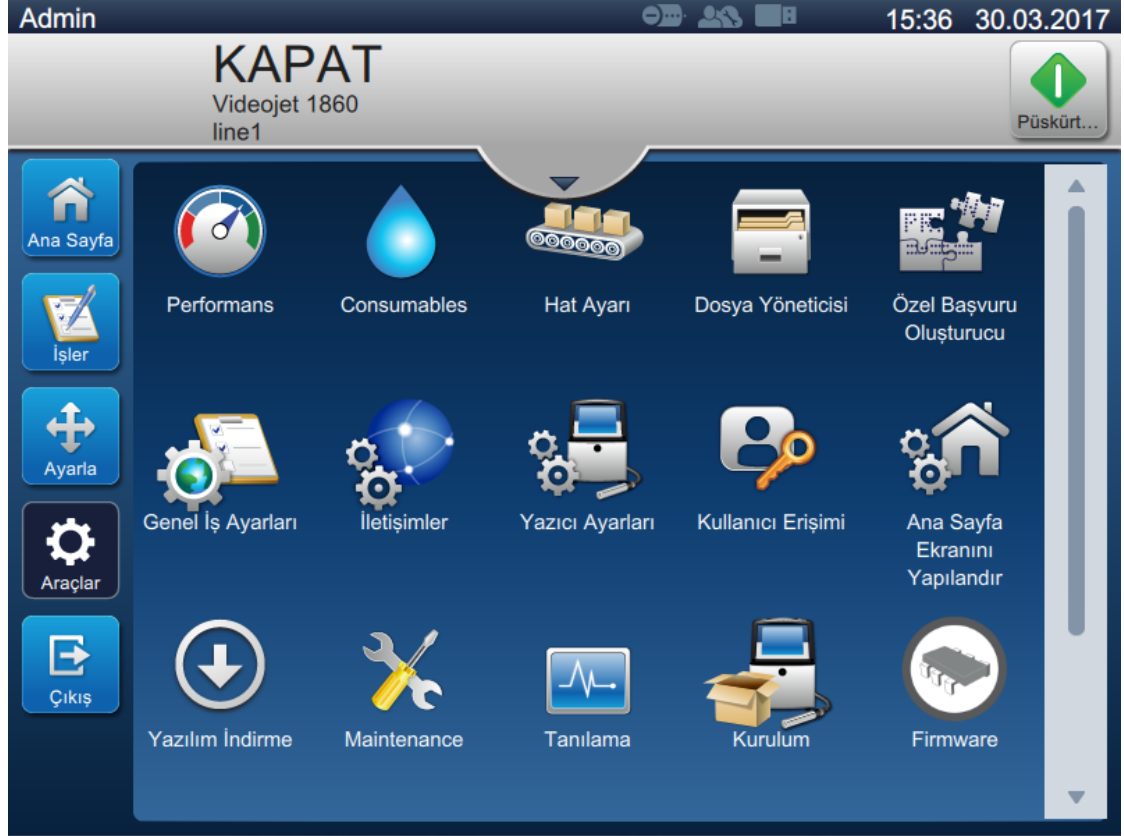 Admin
15:36 30.03.2017
KAPAT
Videojet 1860
line1
Püskürt...
Ana Sayfa
İşler
Ayarla
Araçlar
Çıkış
Performans
Consumables
Hat Ayarı
Dosya Yöneticisi
Özel Başvuru
Oluşturucu
Genel İş Ayarları
İletişimler
Yazıcı Ayarları
Kullanıcı Erişimi
Ana Sayfa
Ekranını
Yapılandır
Yazılım İndirme
Maintenance
Tanılama
Kurulum
Firmware